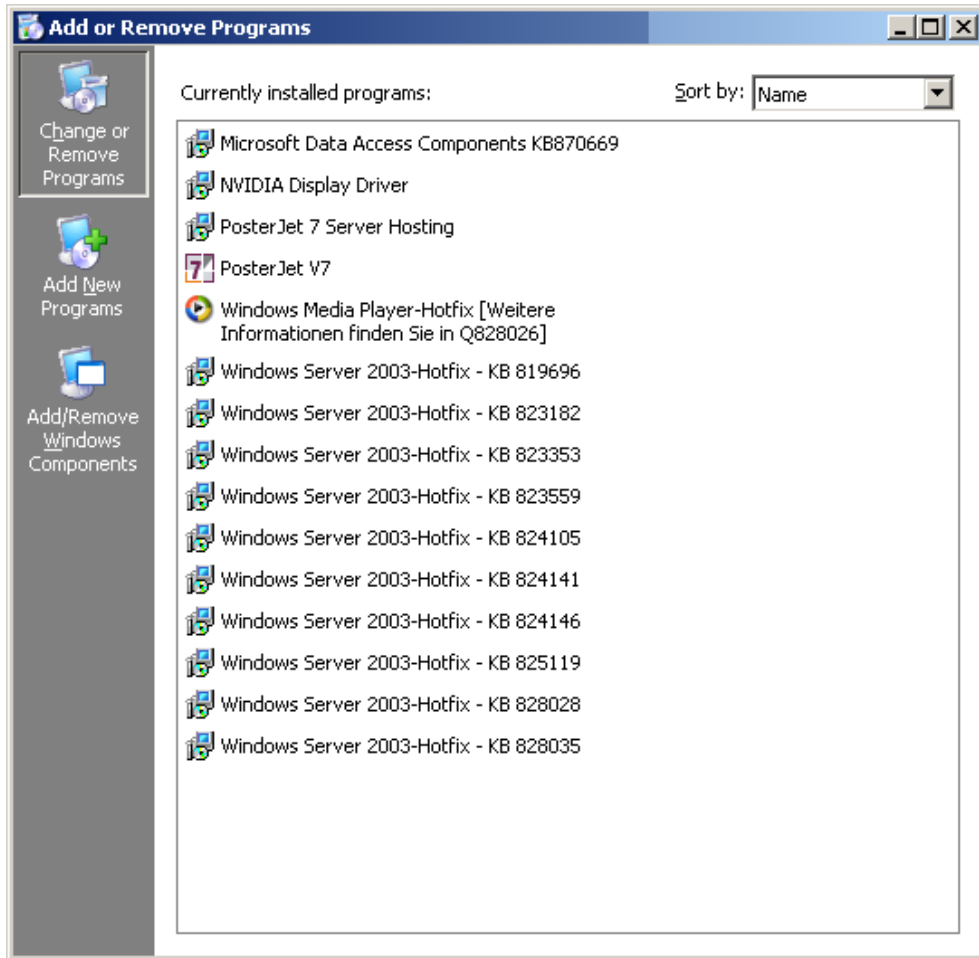 Add or Remove Programs
Change or
Remove
Programs
Add New
Programs
Add/Remove
Windows
Components
Currently installed programs:
Sort by: Name
Microsoft Data Access Components KB870669
NVIDIA Display Driver
PosterJet 7 Server Hosting
7 PosterJet V7
Windows Media Player-Hotfix [Weitere
Informationen finden Sie in Q828026]
Windows Server 2003-Hotfix - KB 819696
Windows Server 2003-Hotfix - KB 823182
Windows Server 2003-Hotfix - KB 823353
Windows Server 2003-Hotfix - KB 823559
Windows Server 2003-Hotfix - KB 824105
Windows Server 2003-Hotfix - KB 824141
Windows Server 2003-Hotfix - KB 824146
Windows Server 2003-Hotfix - KB 825119
Windows Server 2003-Hotfix - KB 828028
Windows Server 2003-Hotfix - KB 828035